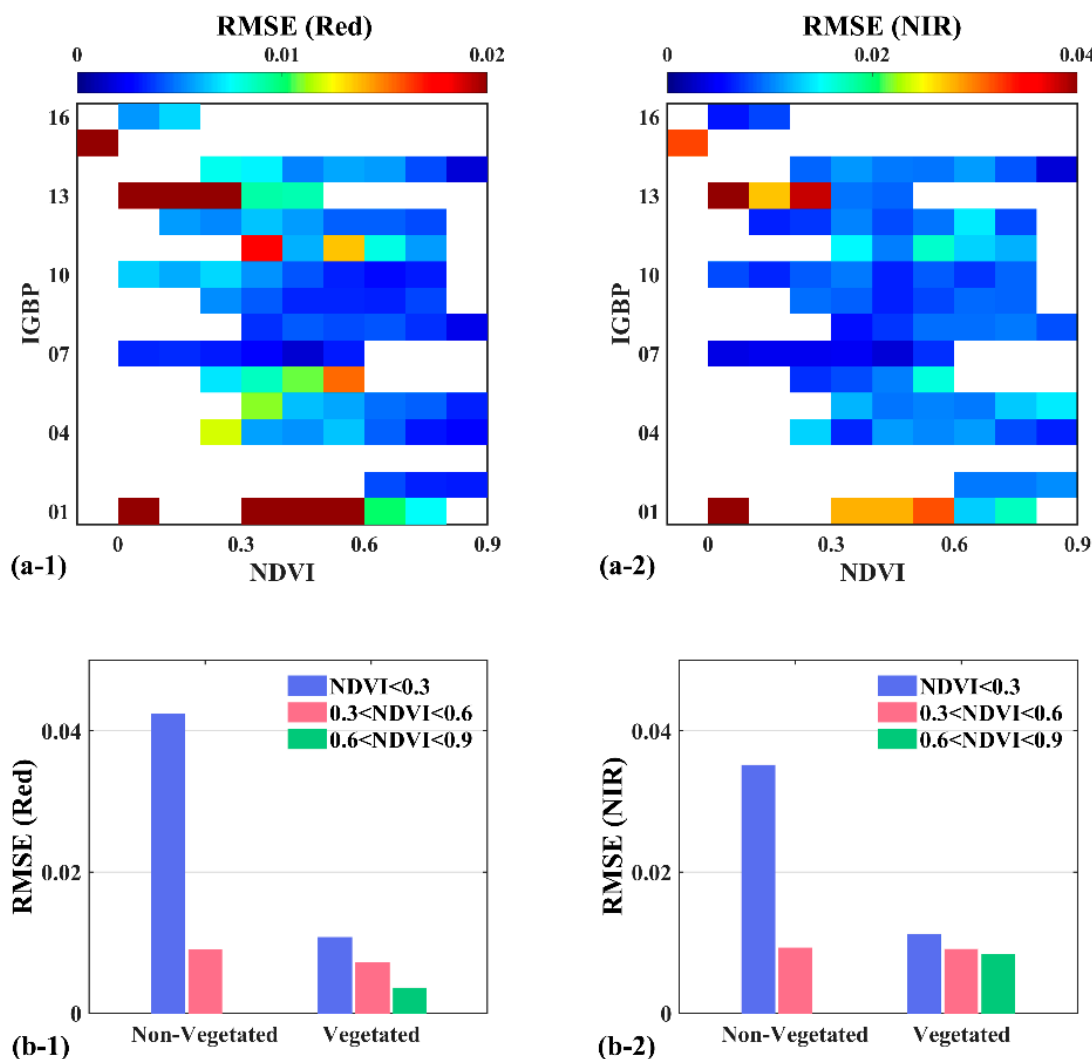 RMSE (Red)
0 0.01 0.02
IGBP
16
13
10
07
04
01
0 0.3 0.6 0.9
NDVI
(a-1)
RMSE (NIR)
0 0.02 0.04
IGBP
16
13
10
07
04
01
0 0.3 0.6 0.9
NDVI
(a-2)
RMSE (Red)
0.04
0.02
0
NDVI<0.3
0.3<NDVI<0.6
0.6<NDVI<0.9
Non-Vegetated Vegetated
(b-1)
RMSE (NIR)
0.04
0.02
0
NDVI<0.3
0.3<NDVI<0.6
0.6<NDVI<0.9
Non-Vegetated Vegetated
(b-2)